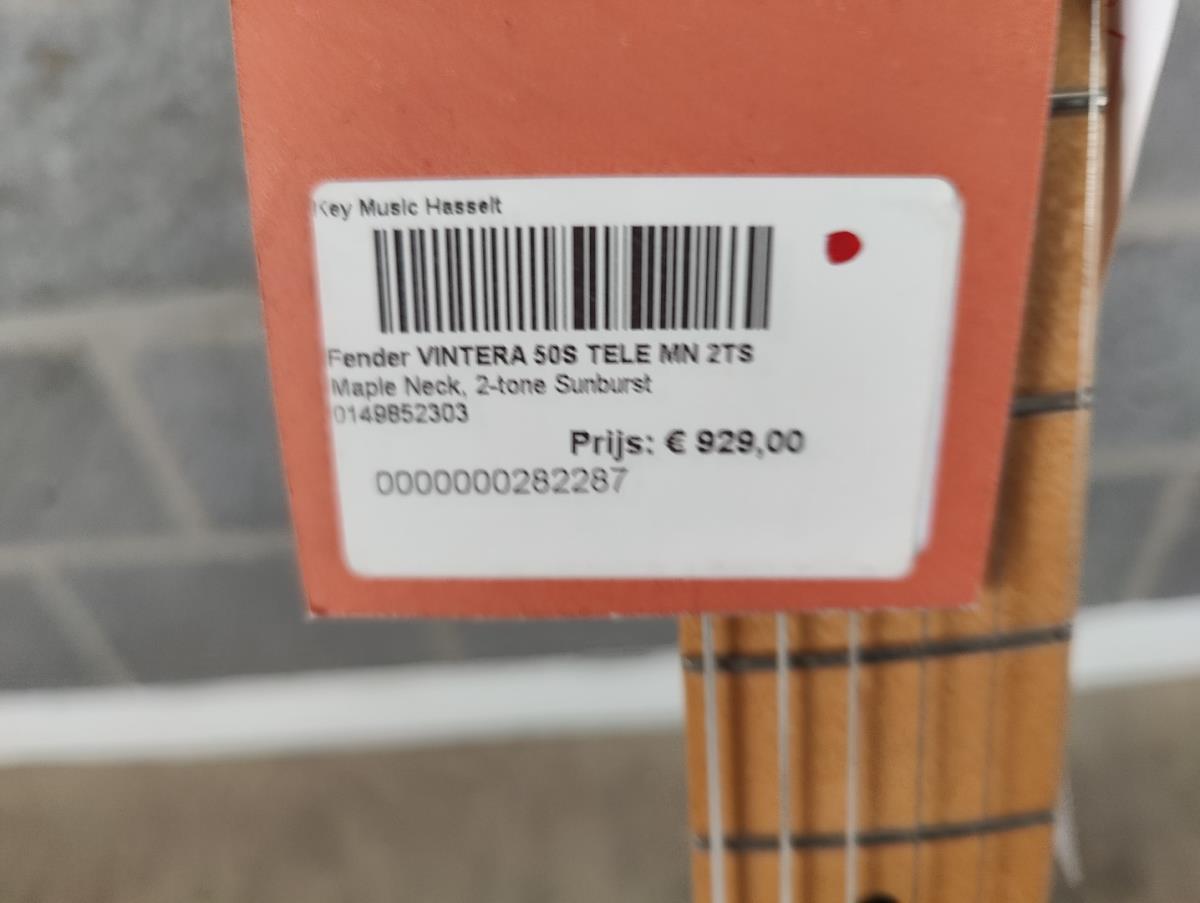 Key Music Hasselt
Fender VINTERA 50S TELE MN 2TS
Maple Neck, 2-tone Sunburst
0149852303
Prijs: € 929,00
0000000282287